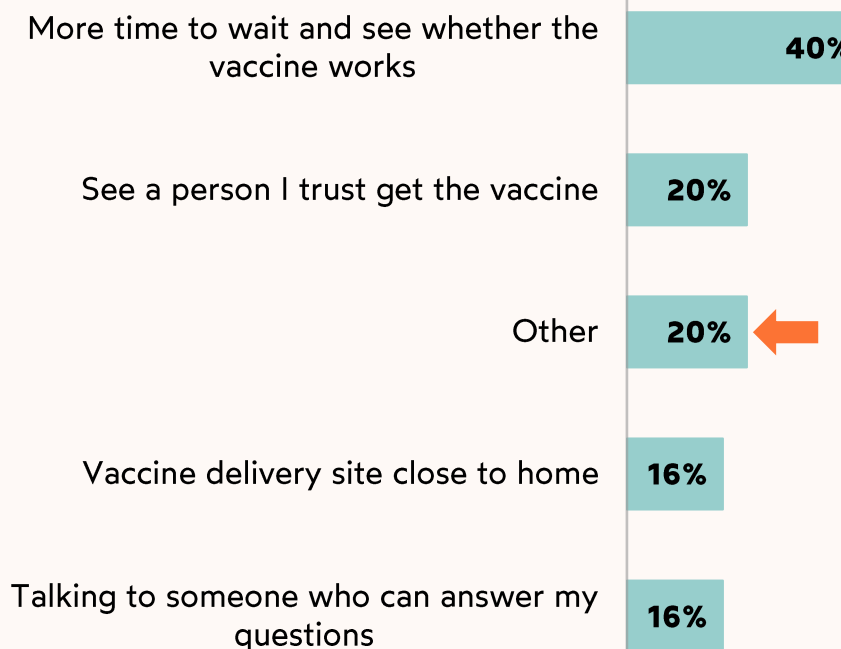 More time to wait and see whether the
vaccine works
40%
See a person I trust get the vaccine
20%
Other
20%
Vaccine delivery site close to home
16%
Talking to someone who can answer my
questions
16%